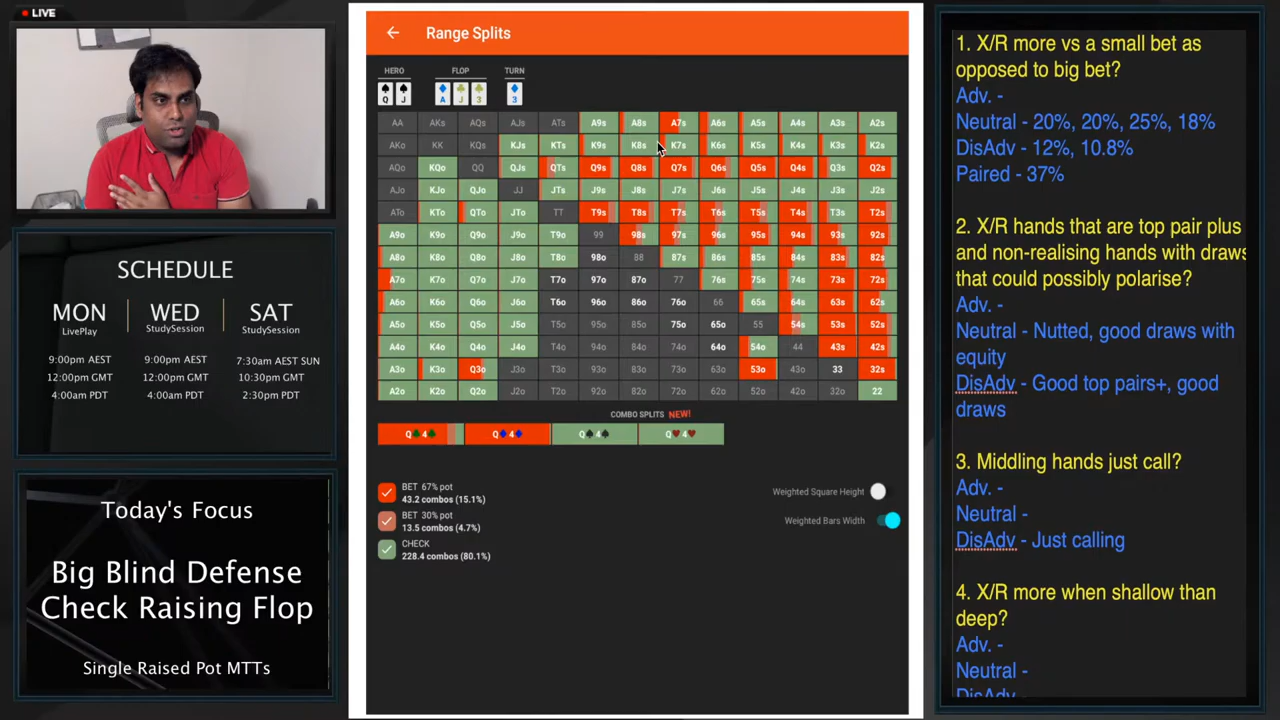 LIVE
Range Splits
HERO FLOP TURN
Q J A J 3 3
AA AKs AQs AJs ATs A9s A8s A7s A6s A5s A4s A3s A2s
AKo KK KQs KJs KTs K9s K8s K7s K6s K5s K4s K3s K2s
AQo KQo QQ QJs QTs Q9s Q8s Q7s Q6s Q5s Q4s Q3s Q2s
AJo KJo QJo JJ JTs J9s J8s J7s J6s J5s J4s J3s J2s
ATo KTo QTo JTo TT T9s T8s T7s T6s T5s T4s T3s T2s
A9o K9o Q9o J9o T9o 99 98s 97s 96s 95s 94s 93s 92s
A8o K8o Q8o J8o T8o 98o 88 87s 86s 85s 84s 83s 82s
A7o K7o Q7o J7o T7o 97o 87o 77 76s 75s 74s 73s 72s
A6o K6o Q6o J6o T6o 96o 86o 76o 66 65s 64s 63s 62s
A5o K5o Q5o J5o T5o 95o 85o 75o 65o 55 54s 53s 52s
A4o K4o Q4o J4o T4o 94o 84o 74o 64o 54o 44 43s 42s
A3o K3o Q3o J3o T3o 93o 83o 73o 63o 53o 43o 33 32s
A2o K2o Q2o J2o T2o 92o 82o 72o 62o 52o 42o 32o 22
COMBO SPLITS NEW!
Q♣4♣ Q♦4♦ Q♠4♠ Q♥4♥
BET 67% pot
43.2 combos (15.1%)
BET 30% pot
13.5 combos (4.7%)
CHECK
228.4 combos (80.1%)
Weighted Square Height
Weighted Bars Width
SCHEDULE
MON WED SAT
LivePlay StudySession StudySession
9:00pm AEST 9:00pm AEST 7:30am AEST SUN
12:00pm GMT 12:00pm GMT 10:30pm GMT
4:00am PDT 4:00am PDT 2:30pm PDT
Today's Focus
Big Blind Defense
Check Raising Flop
Single Raised Pot MTTs
1. X/R more vs a small bet as
opposed to big bet?
Adv. -
Neutral - 20%, 20%, 25%, 18%
DisAdv - 12%, 10.8%
Paired - 37%
2. X/R hands that are top pair plus
and non-realising hands with draws
that could possibly polarise?
Adv. -
Neutral - Nutted, good draws with
equity
DisAdv - Good top pairs+, good
draws
3. Middling hands just call?
Adv. -
Neutral -
DisAdv - Just calling
4. X/R more when shallow than
deep?
Adv. -
Neutral -
DisAdv -